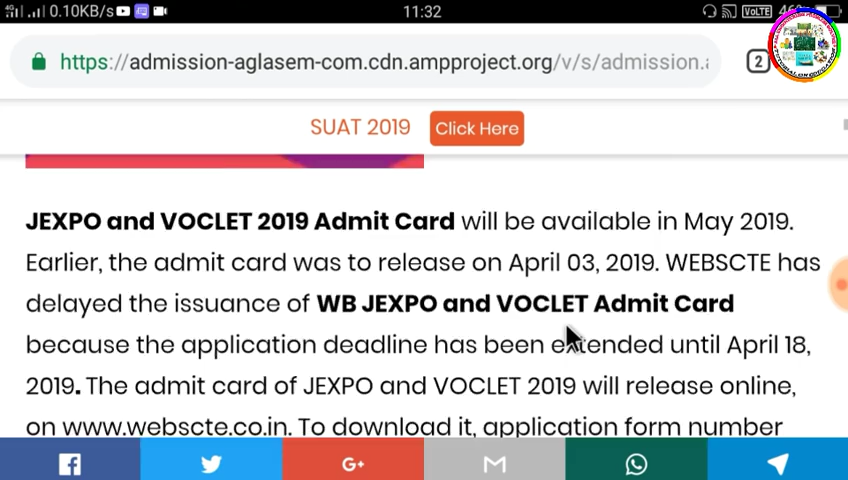 4G 0.10KB/s 11:32 VoLTE 46%
https://admission-aglasem-com.cdn.ampproject.org/v/s/admission.a
2
SUAT 2019 Click Here
JEXPO and VOCLET 2019 Admit Card will be available in May 2019.
Earlier, the admit card was to release on April 03, 2019. WEBSCTE has
delayed the issuance of WB JEXPO and VOCLET Admit Card
because the application deadline has been extended until April 18,
2019. The admit card of JEXPO and VOCLET 2019 will release online,
on www.webscte.co.in. To download it, application form number
G+